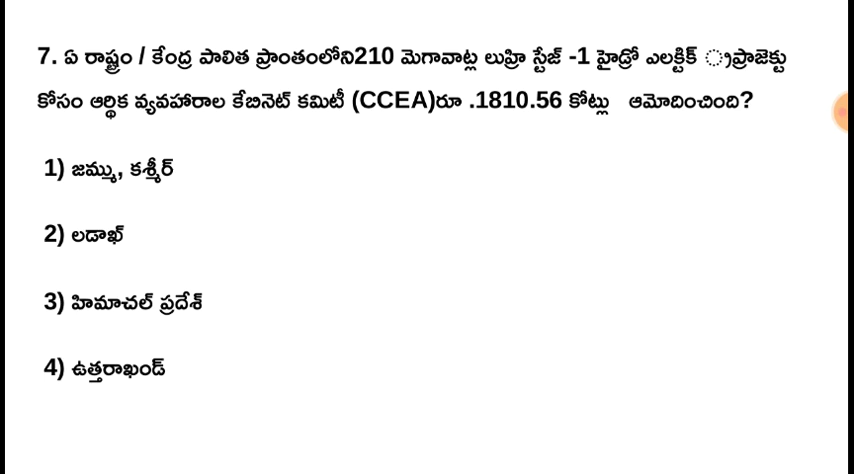 7. ఏ రాష్ట్రం / కేంద్ర పాలిత ప్రాంతంలోని210 మెగావాట్ల లుహ్రి స్టేజ్ -1 హైడ్రో ఎలక్టిక్ ్రప్రాజెక్టు
కోసం ఆర్థిక వ్యవహారాల కేబినెట్ కమిటీ (CCEA)రూ .1810.56 కోట్లు ఆమోదించింది?
1) జమ్ము, కశ్మీర్
2) లడాఖ్
3) హిమాచల్ ప్రదేశ్
4) ఉత్తరాఖండ్